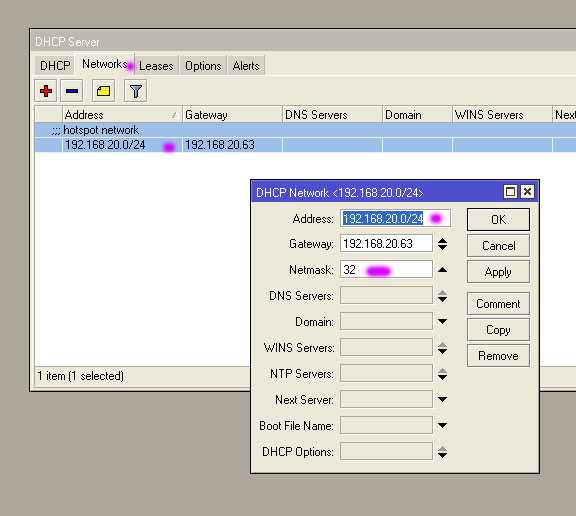 DHCP Server
DHCP Networks Leases Options Alerts
Address Gateway DNS Servers Domain WINS Servers Next
;;; hotspot network
192.168.20.0/24 192.168.20.63
DHCP Network <192.168.20.0/24>
Address: 192.168.20.0/24 OK
Gateway: 192.168.20.63 Cancel
Netmask: 32 Apply
DNS Servers:
Comment
Domain:
Copy
WINS Servers:
Remove
NTP Servers:
Next Server:
Boot File Name:
DHCP Options:
1 item (1 selected)